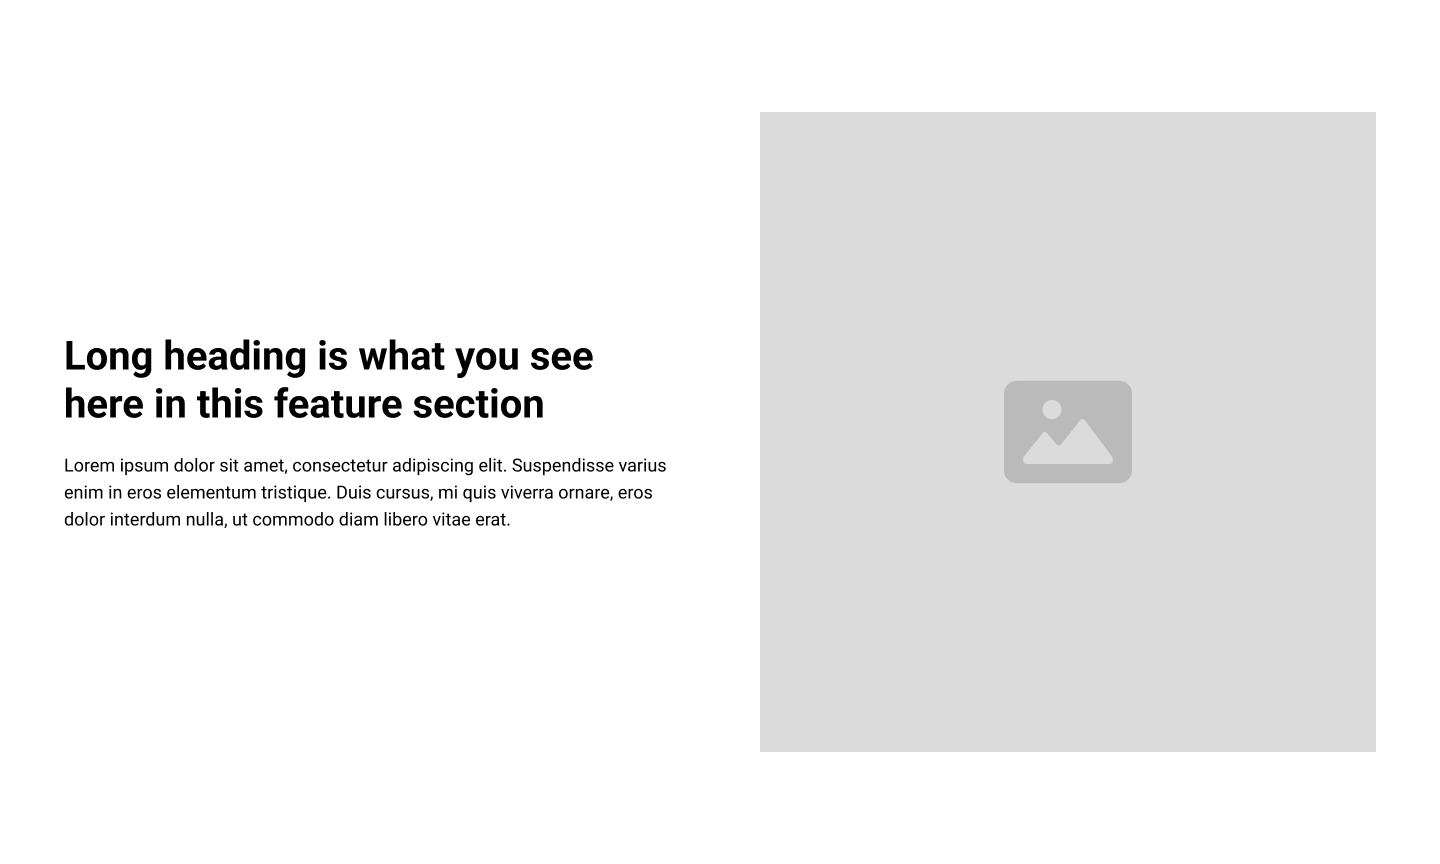 Long heading is what you see
here in this feature section
Lorem ipsum dolor sit amet, consectetur adipiscing elit. Suspendisse varius
enim in eros elementum tristique. Duis cursus, mi quis viverra ornare, eros
dolor interdum nulla, ut commodo diam libero vitae erat.